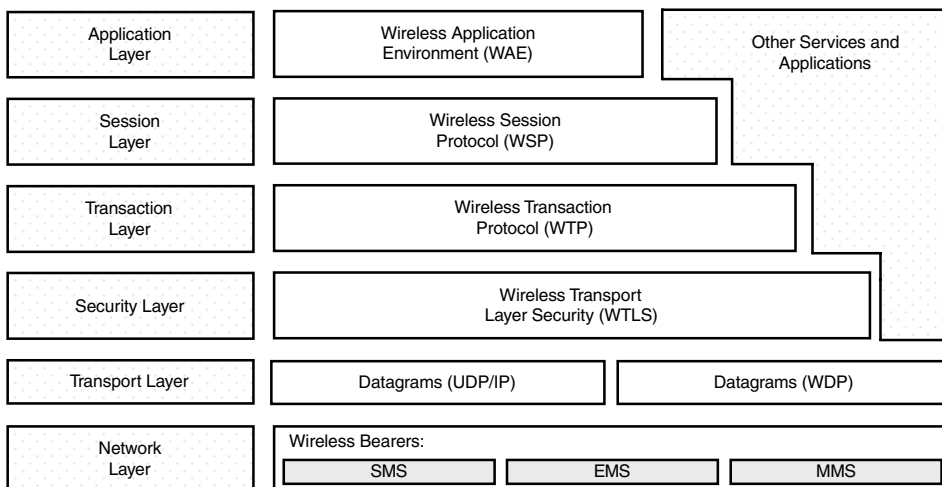 Application
Layer
Wireless Application
Environment (WAE)
Other Services and
Applications
Session
Layer
Wireless Session
Protocol (WSP)
Transaction
Layer
Wireless Transaction
Protocol (WTP)
Security Layer
Wireless Transport
Layer Security (WTLS)
Transport Layer
Datagrams (UDP/IP)
Datagrams (WDP)
Network
Layer
Wireless Bearers:
SMS
EMS
MMS